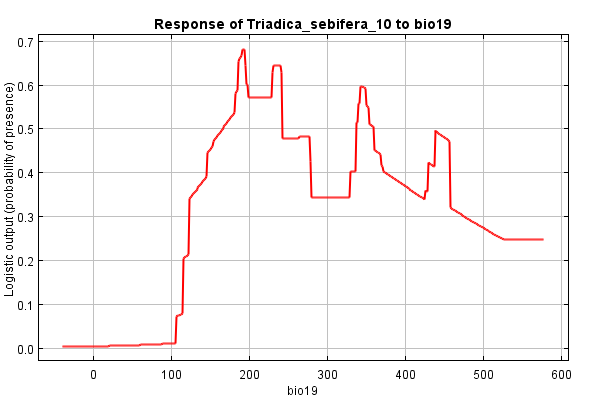 Response of Triadica_sebifera_10 to bio19
Logistic output (probability of presence)
0.7
0.6
0.5
0.4
0.3
0.2
0.1
0.0
0 100 200 300 400 500 600
bio19